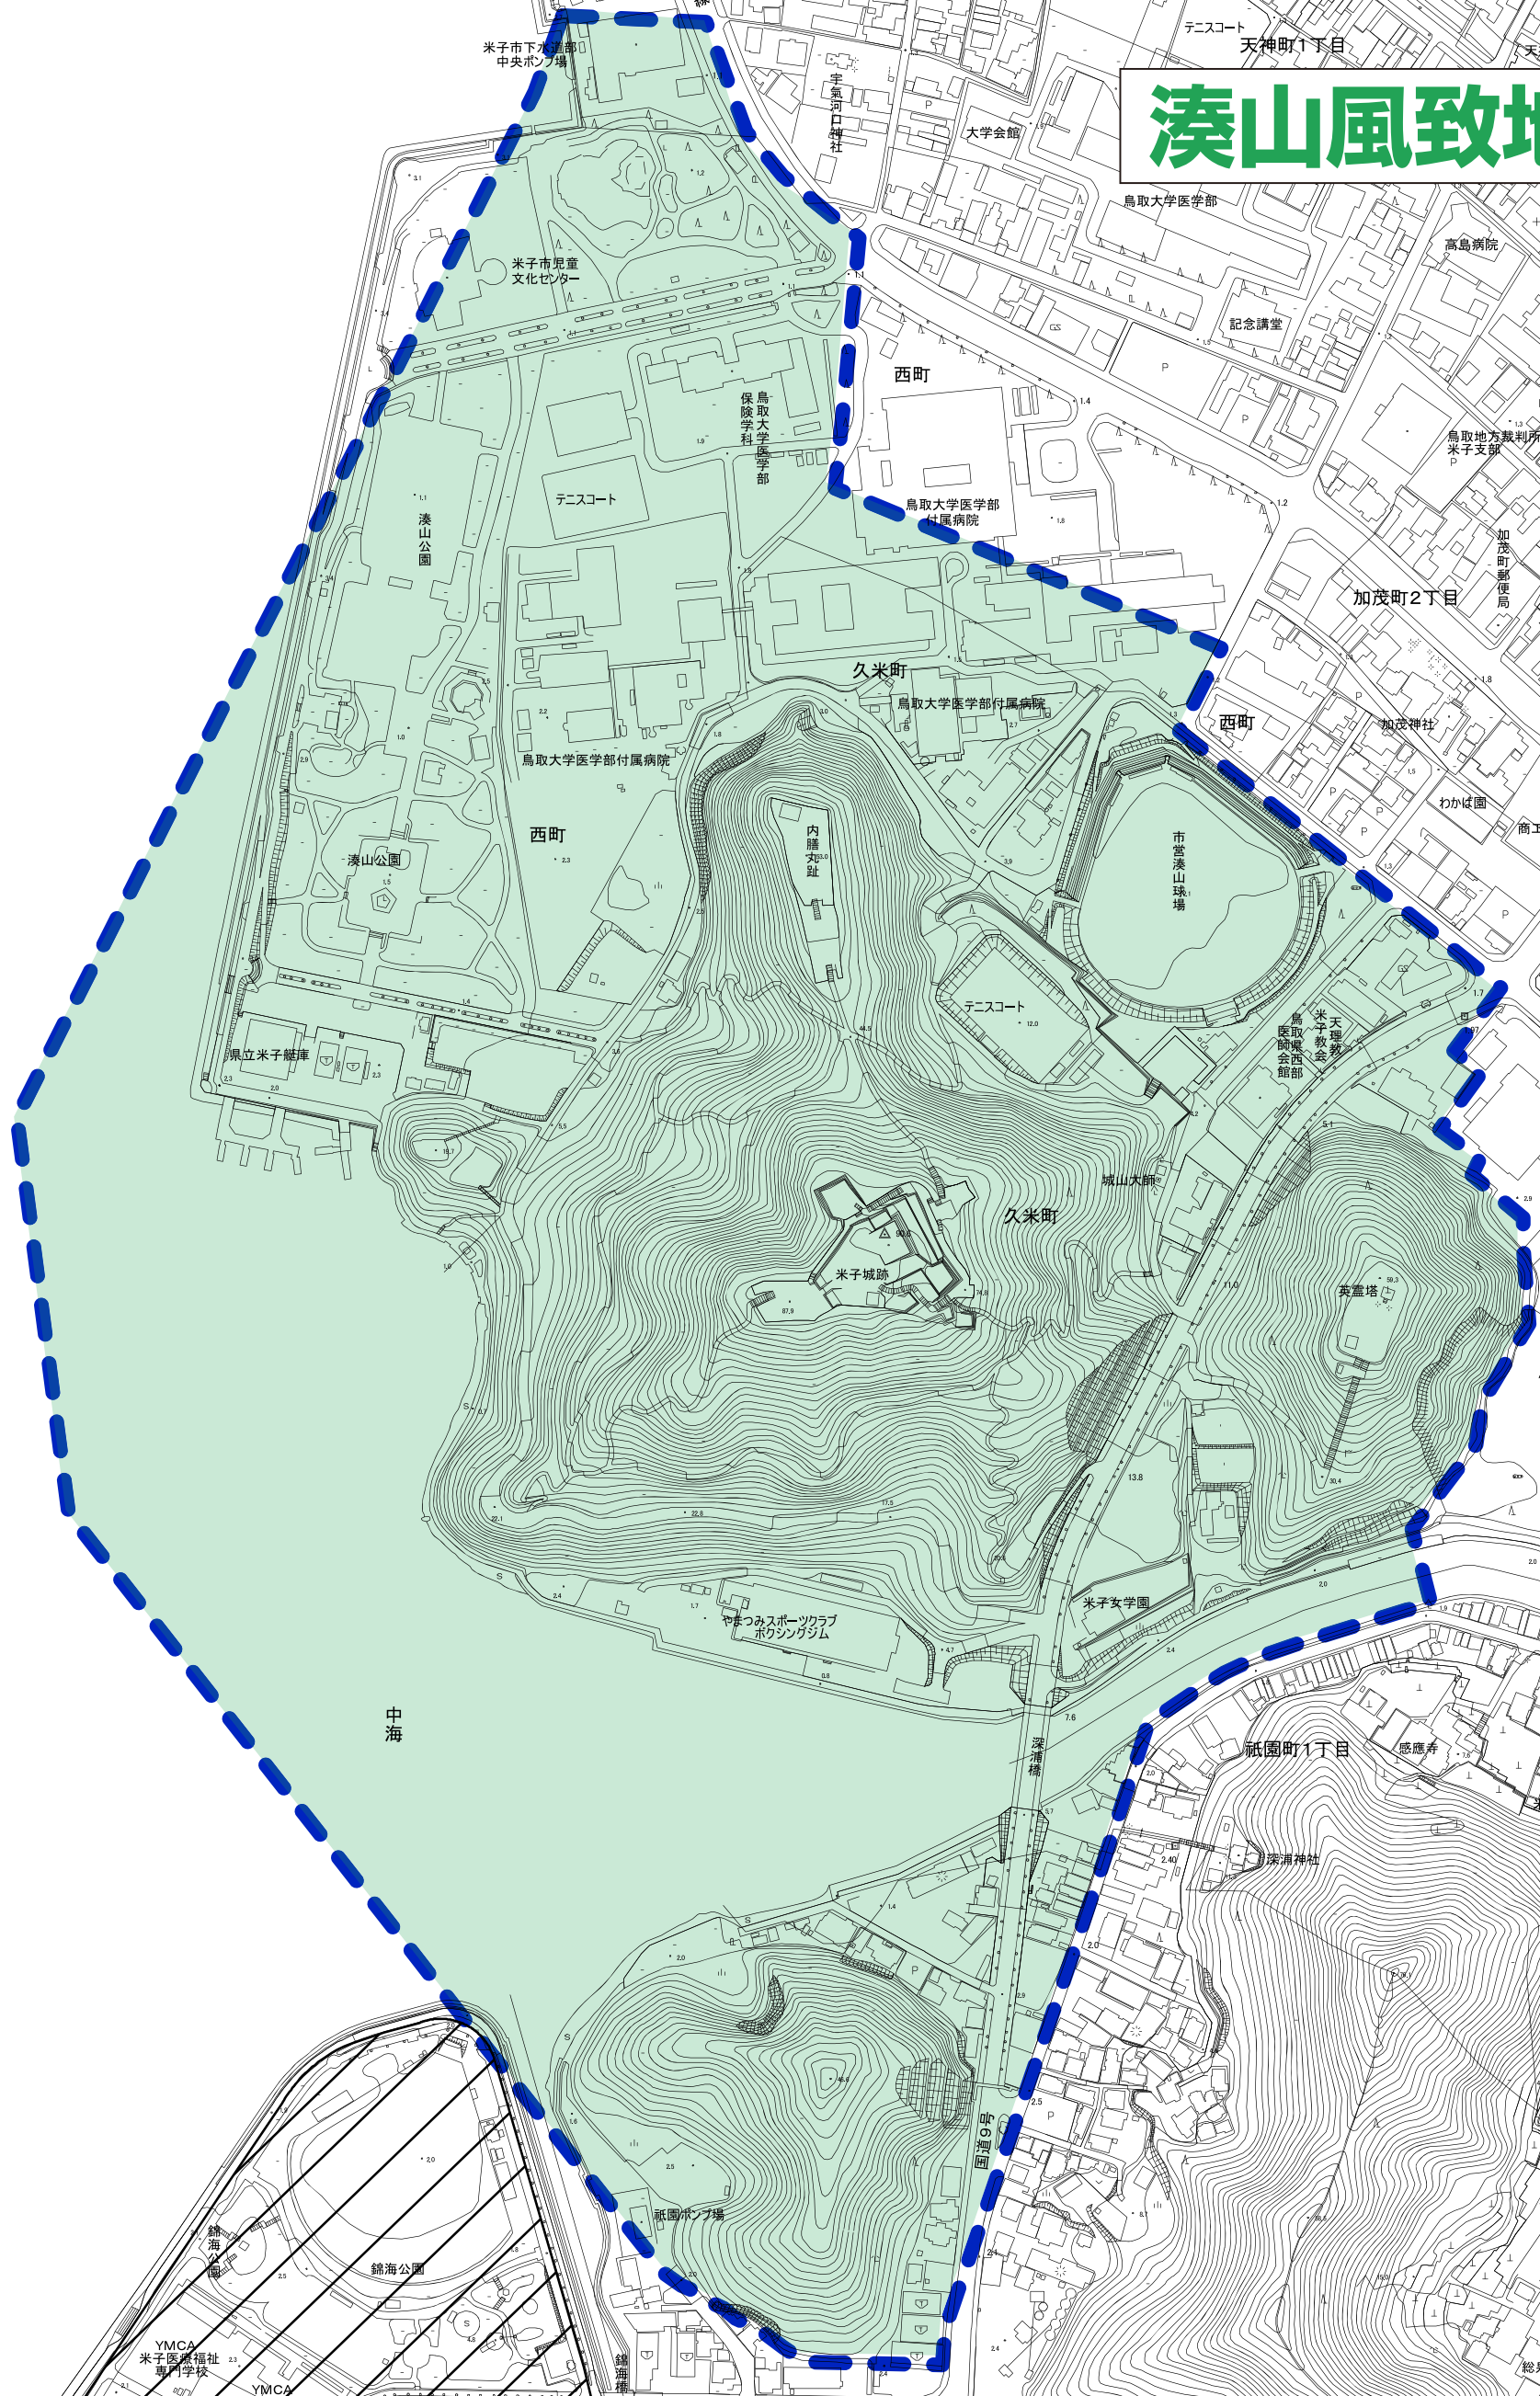 湊山風致地
天神町1丁目
テニスコート
米子市下水道部
中央ポンプ場
宇氣河口神社
大学会館
鳥取大学医学部
高島病院
記念講堂
米子市児童
文化センター
西町
鳥取大学医学部
保険学科
鳥取地方裁判所
米子支部
テニスコート
湊山公園
鳥取大学医学部
付属病院
加茂町郵便局
加茂町2丁目
久米町
鳥取大学医学部付属病院
西町
加茂神社
鳥取大学医学部付属病院
わかば園
商工
西町
内膳丸趾
市営湊山球場
湊山公園
テニスコート
県立米子艇庫
天理教
米子教会
鳥取県西部
医師会館
城山大師
久米町
米子城跡
90.6
英霊塔
11.0
13.8
米子女学園
やまつみスポーツクラブ
ボクシングジム
中海
深浦橋
7.6
祇園町1丁目
感應寺
深浦神社
国道9号
祇園ポンプ場
錦海公園
錦海公園
YMCA
米子医療福祉
専門学校
YMCA
錦海橋